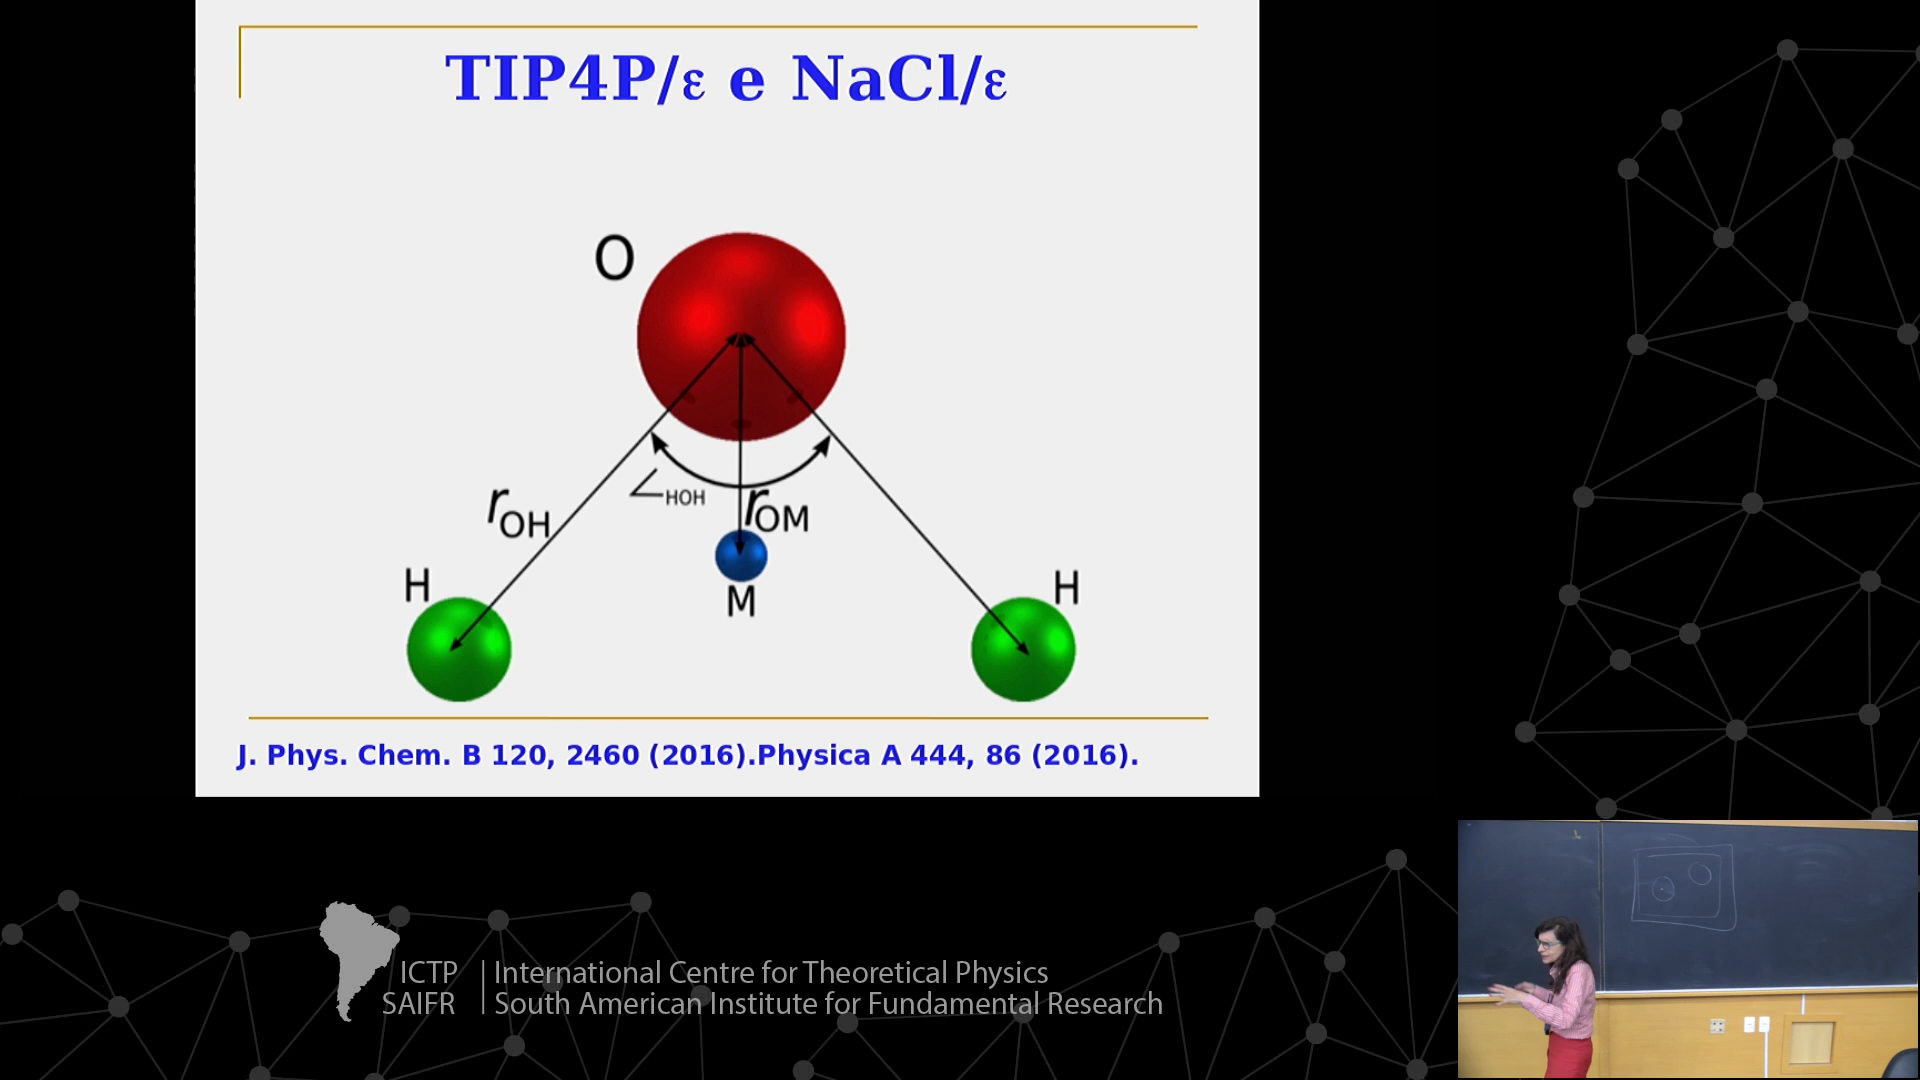 TIP4P/ε e NaCl/ε
O
∠HOH
rOH
rOM
H
H
M
J. Phys. Chem. B 120, 2460 (2016).Physica A 444, 86 (2016).
ICTP
SAIFR
International Centre for Theoretical Physics
South American Institute for Fundamental Research